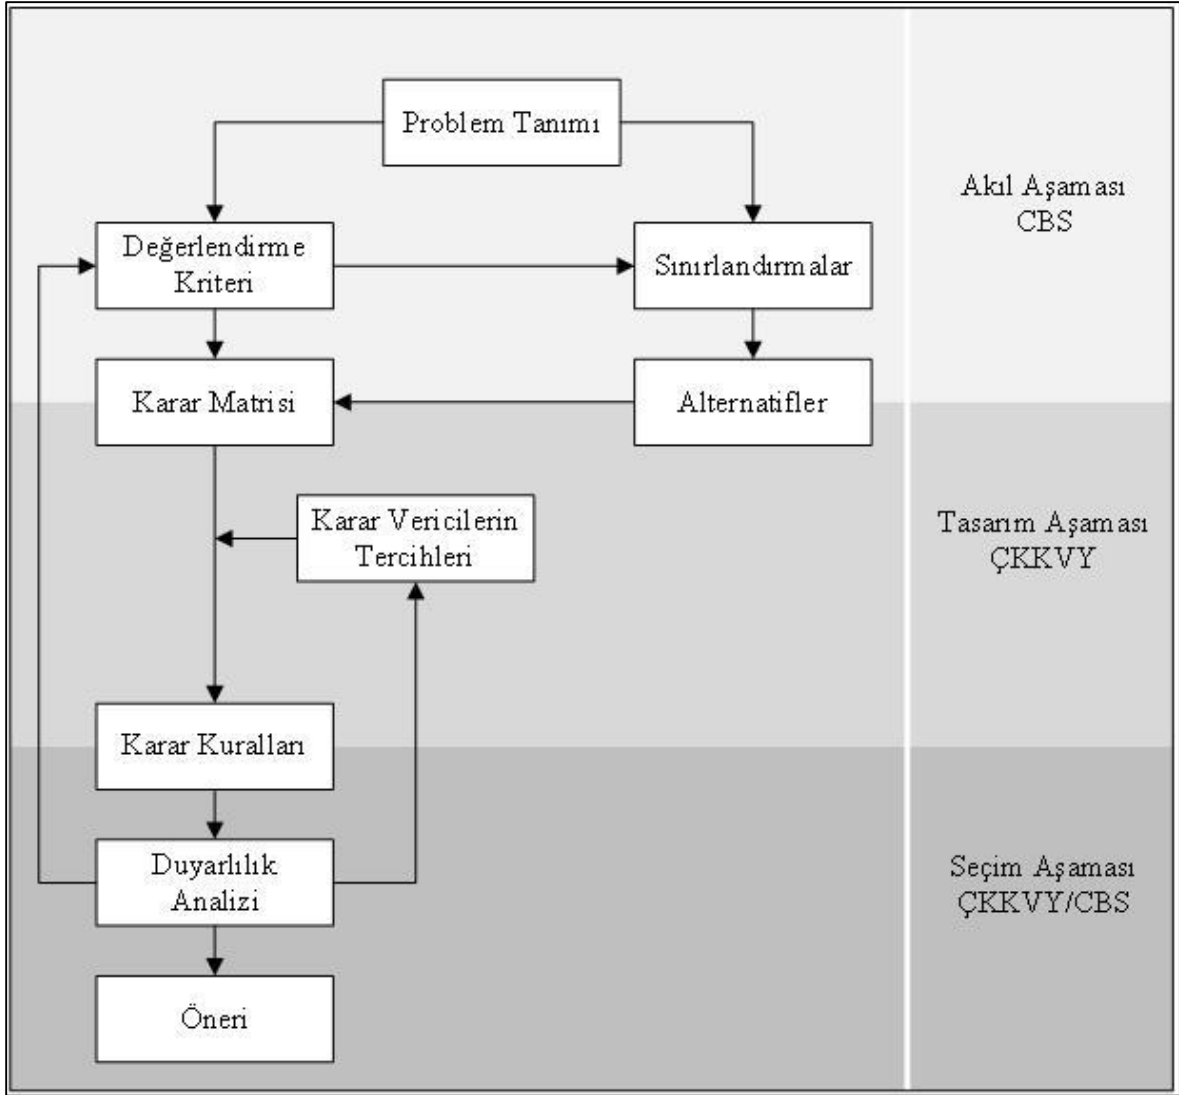 Problem Tanımı
Değerlendirme
Kriteri
Sınırlandırmalar
Akıl Aşaması
CBS
Karar Matrisi
Alternatifler
Karar Vericilerin
Tercihleri
Tasarım Aşaması
ÇKKVY
Karar Kuralları
Duyarlılık
Analizi
Seçim Aşaması
ÇKKVY/CBS
Öneri